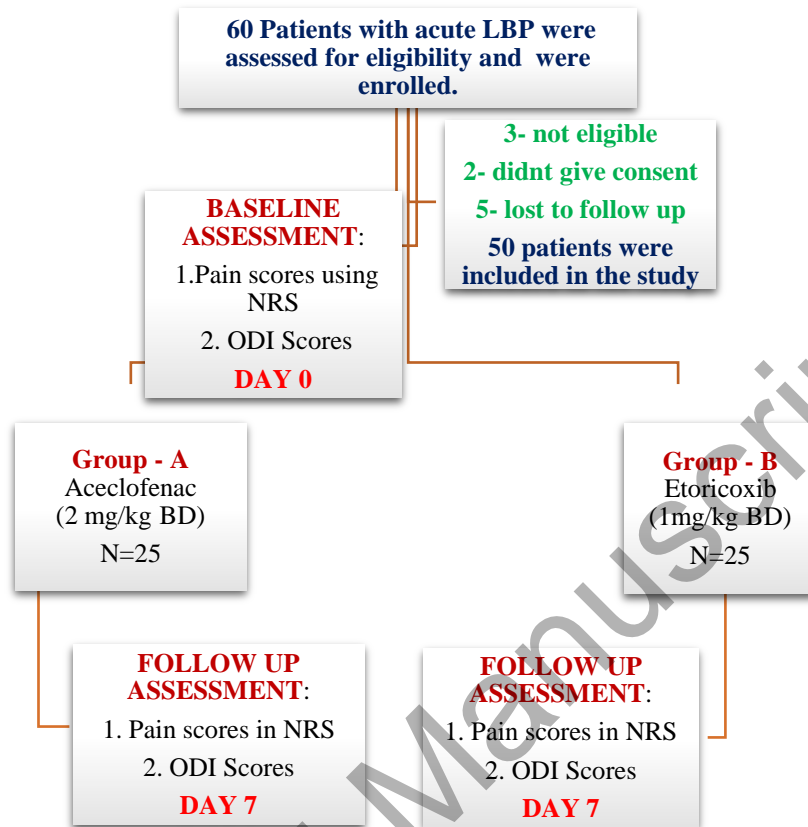 60 Patients with acute LBP were
assessed for eligibility and  were
enrolled.
3- not eligible
2- didnt give consent
5- lost to follow up
50 patients were
included in the study
BASELINE
ASSESSMENT:
1.Pain scores using
NRS
2. ODI Scores
DAY 0
Group - A
Aceclofenac
(2 mg/kg BD)
N=25
Group - B
Etoricoxib
(1mg/kg BD)
N=25
FOLLOW UP
ASSESSMENT:
1. Pain scores in NRS
2. ODI Scores
DAY 7
FOLLOW UP
ASSESSMENT:
1. Pain scores in NRS
2. ODI Scores
DAY 7